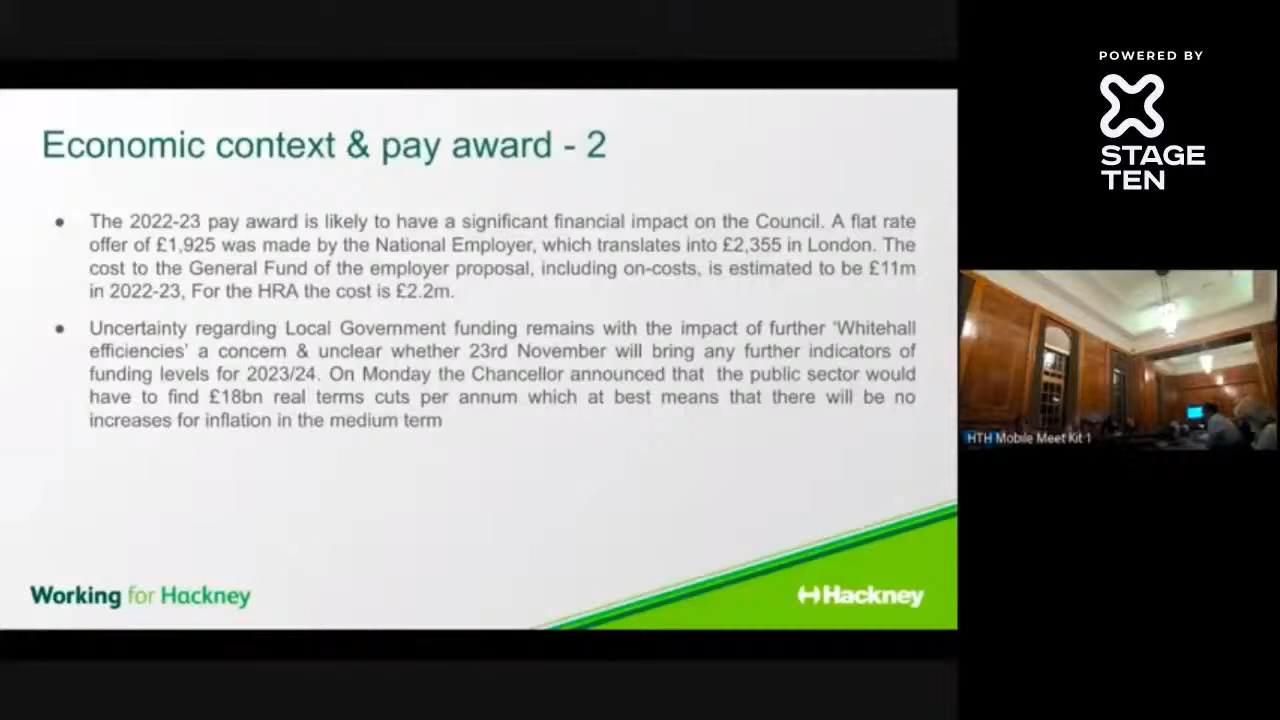 Economic context & pay award - 2
● The 2022-23 pay award is likely to have a significant financial impact on the Council. A flat rate
offer of £1,925 was made by the National Employer, which translates into £2,355 in London. The
cost to the General Fund of the employer proposal, including on-costs, is estimated to be £11m
in 2022-23, For the HRA the cost is £2.2m.
● Uncertainty regarding Local Government funding remains with the impact of further ‘Whitehall
efficiencies’ a concern & unclear whether 23rd November will bring any further indicators of
funding levels for 2023/24. On Monday the Chancellor announced that the public sector would
have to find £18bn real terms cuts per annum which at best means that there will be no
increases for inflation in the medium term
Working for Hackney
Hackney
POWERED BY
STAGE
TEN
HTH Mobile Meet Kit 1